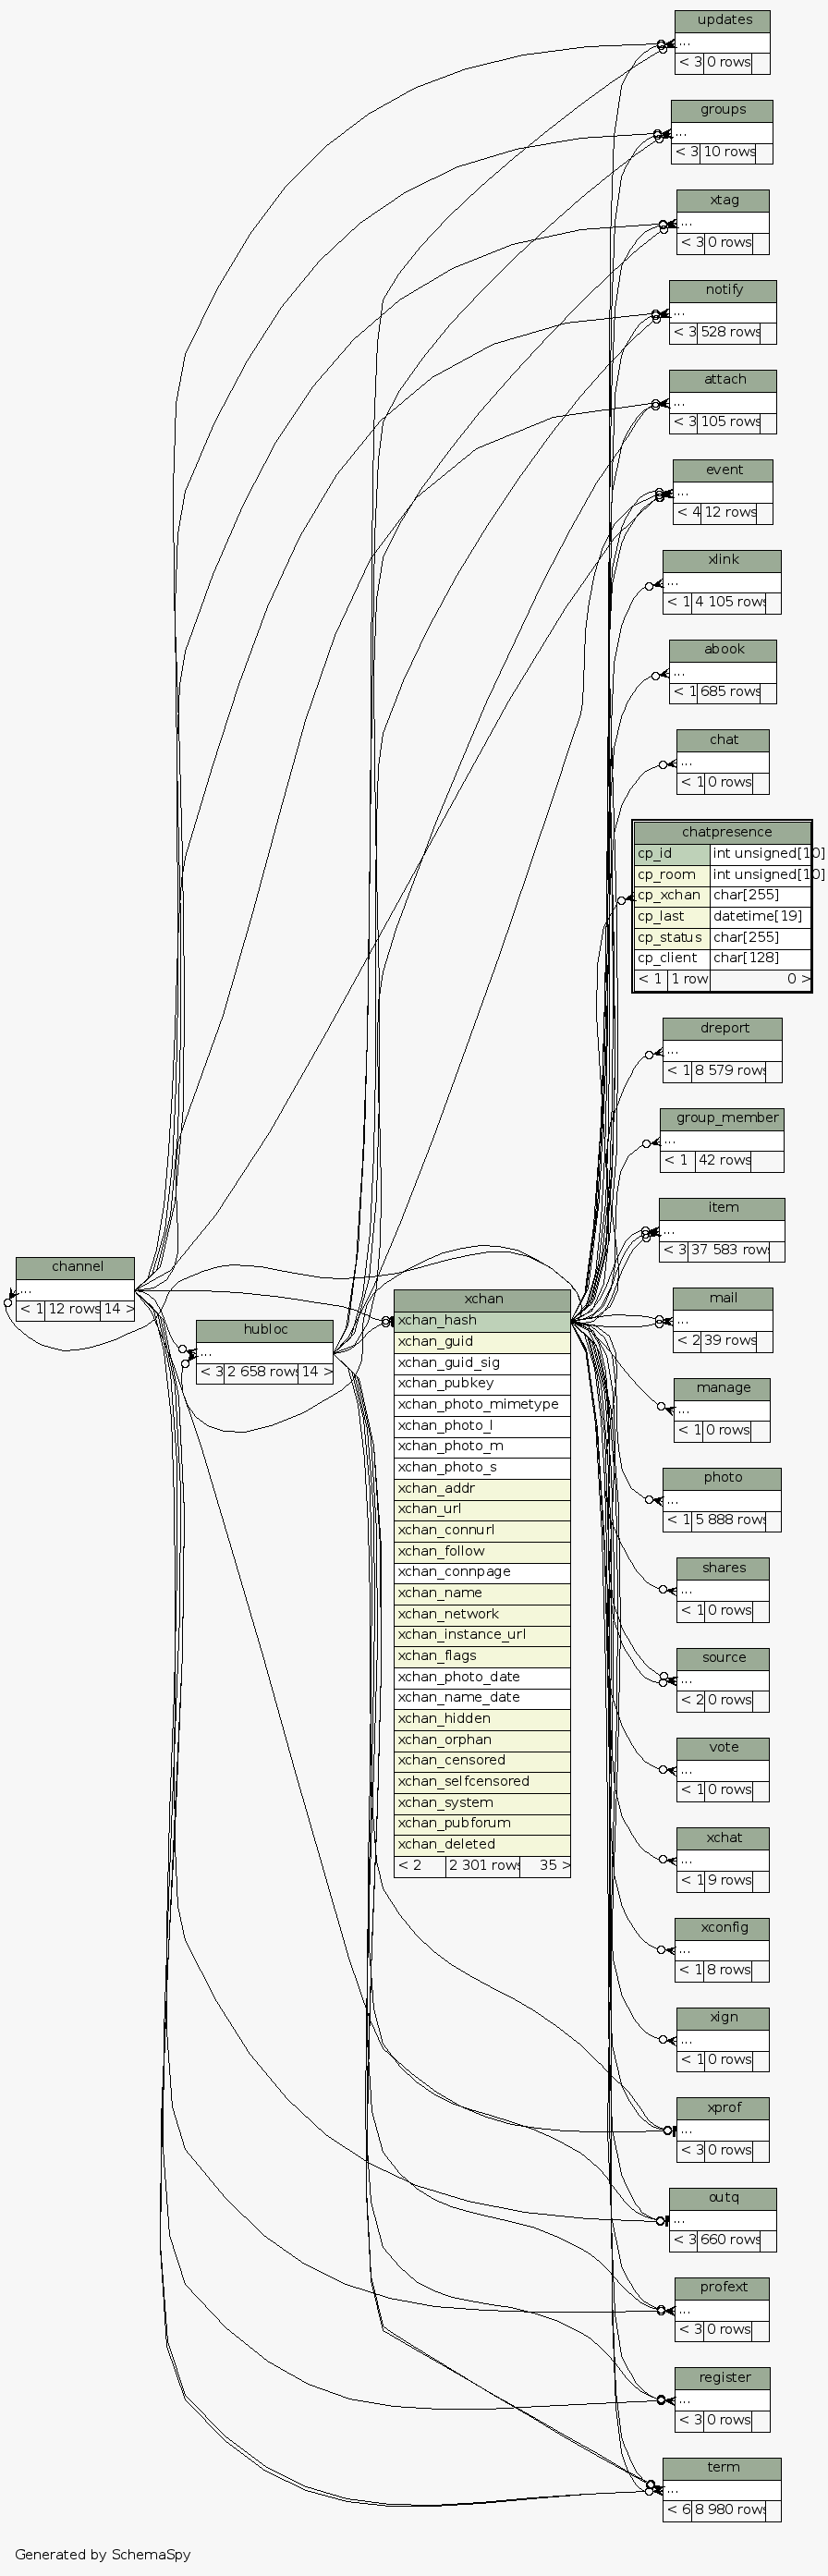 updates
...
< 3 0 rows
groups
...
< 3 10 rows
xtag
...
< 3 0 rows
notify
...
< 3 528 rows
attach
...
< 3 105 rows
event
...
< 4 12 rows
xlink
...
< 1 4 105 rows
abook
...
< 1 685 rows
chat
...
< 1 0 rows
chatpresence
cp_id int unsigned[10]
cp_room int unsigned[10]
cp_xchan char[255]
cp_last datetime[19]
cp_status char[255]
cp_client char[128]
< 1 1 row 0 >
dreport
...
< 1 8 579 rows
group_member
...
< 1 42 rows
item
...
< 3 37 583 rows
channel
...
< 1 12 rows 14 >
hubloc
...
< 3 2 658 rows 14 >
xchan
xchan_hash
xchan_guid
xchan_guid_sig
xchan_pubkey
xchan_photo_mimetype
xchan_photo_l
xchan_photo_m
xchan_photo_s
xchan_addr
xchan_url
xchan_connurl
xchan_follow
xchan_connpage
xchan_name
xchan_network
xchan_instance_url
xchan_flags
xchan_photo_date
xchan_name_date
xchan_hidden
xchan_orphan
xchan_censored
xchan_selfcensored
xchan_system
xchan_pubforum
xchan_deleted
< 2 2 301 rows 35 >
mail
...
< 2 39 rows
manage
...
< 1 0 rows
photo
...
< 1 5 888 rows
shares
...
< 1 0 rows
source
...
< 2 0 rows
vote
...
< 1 0 rows
xchat
...
< 1 9 rows
xconfig
...
< 1 8 rows
xign
...
< 1 0 rows
xprof
...
< 3 0 rows
outq
...
< 3 660 rows
profext
...
< 3 0 rows
register
...
< 3 0 rows
term
...
< 6 8 980 rows
Generated by SchemaSpy